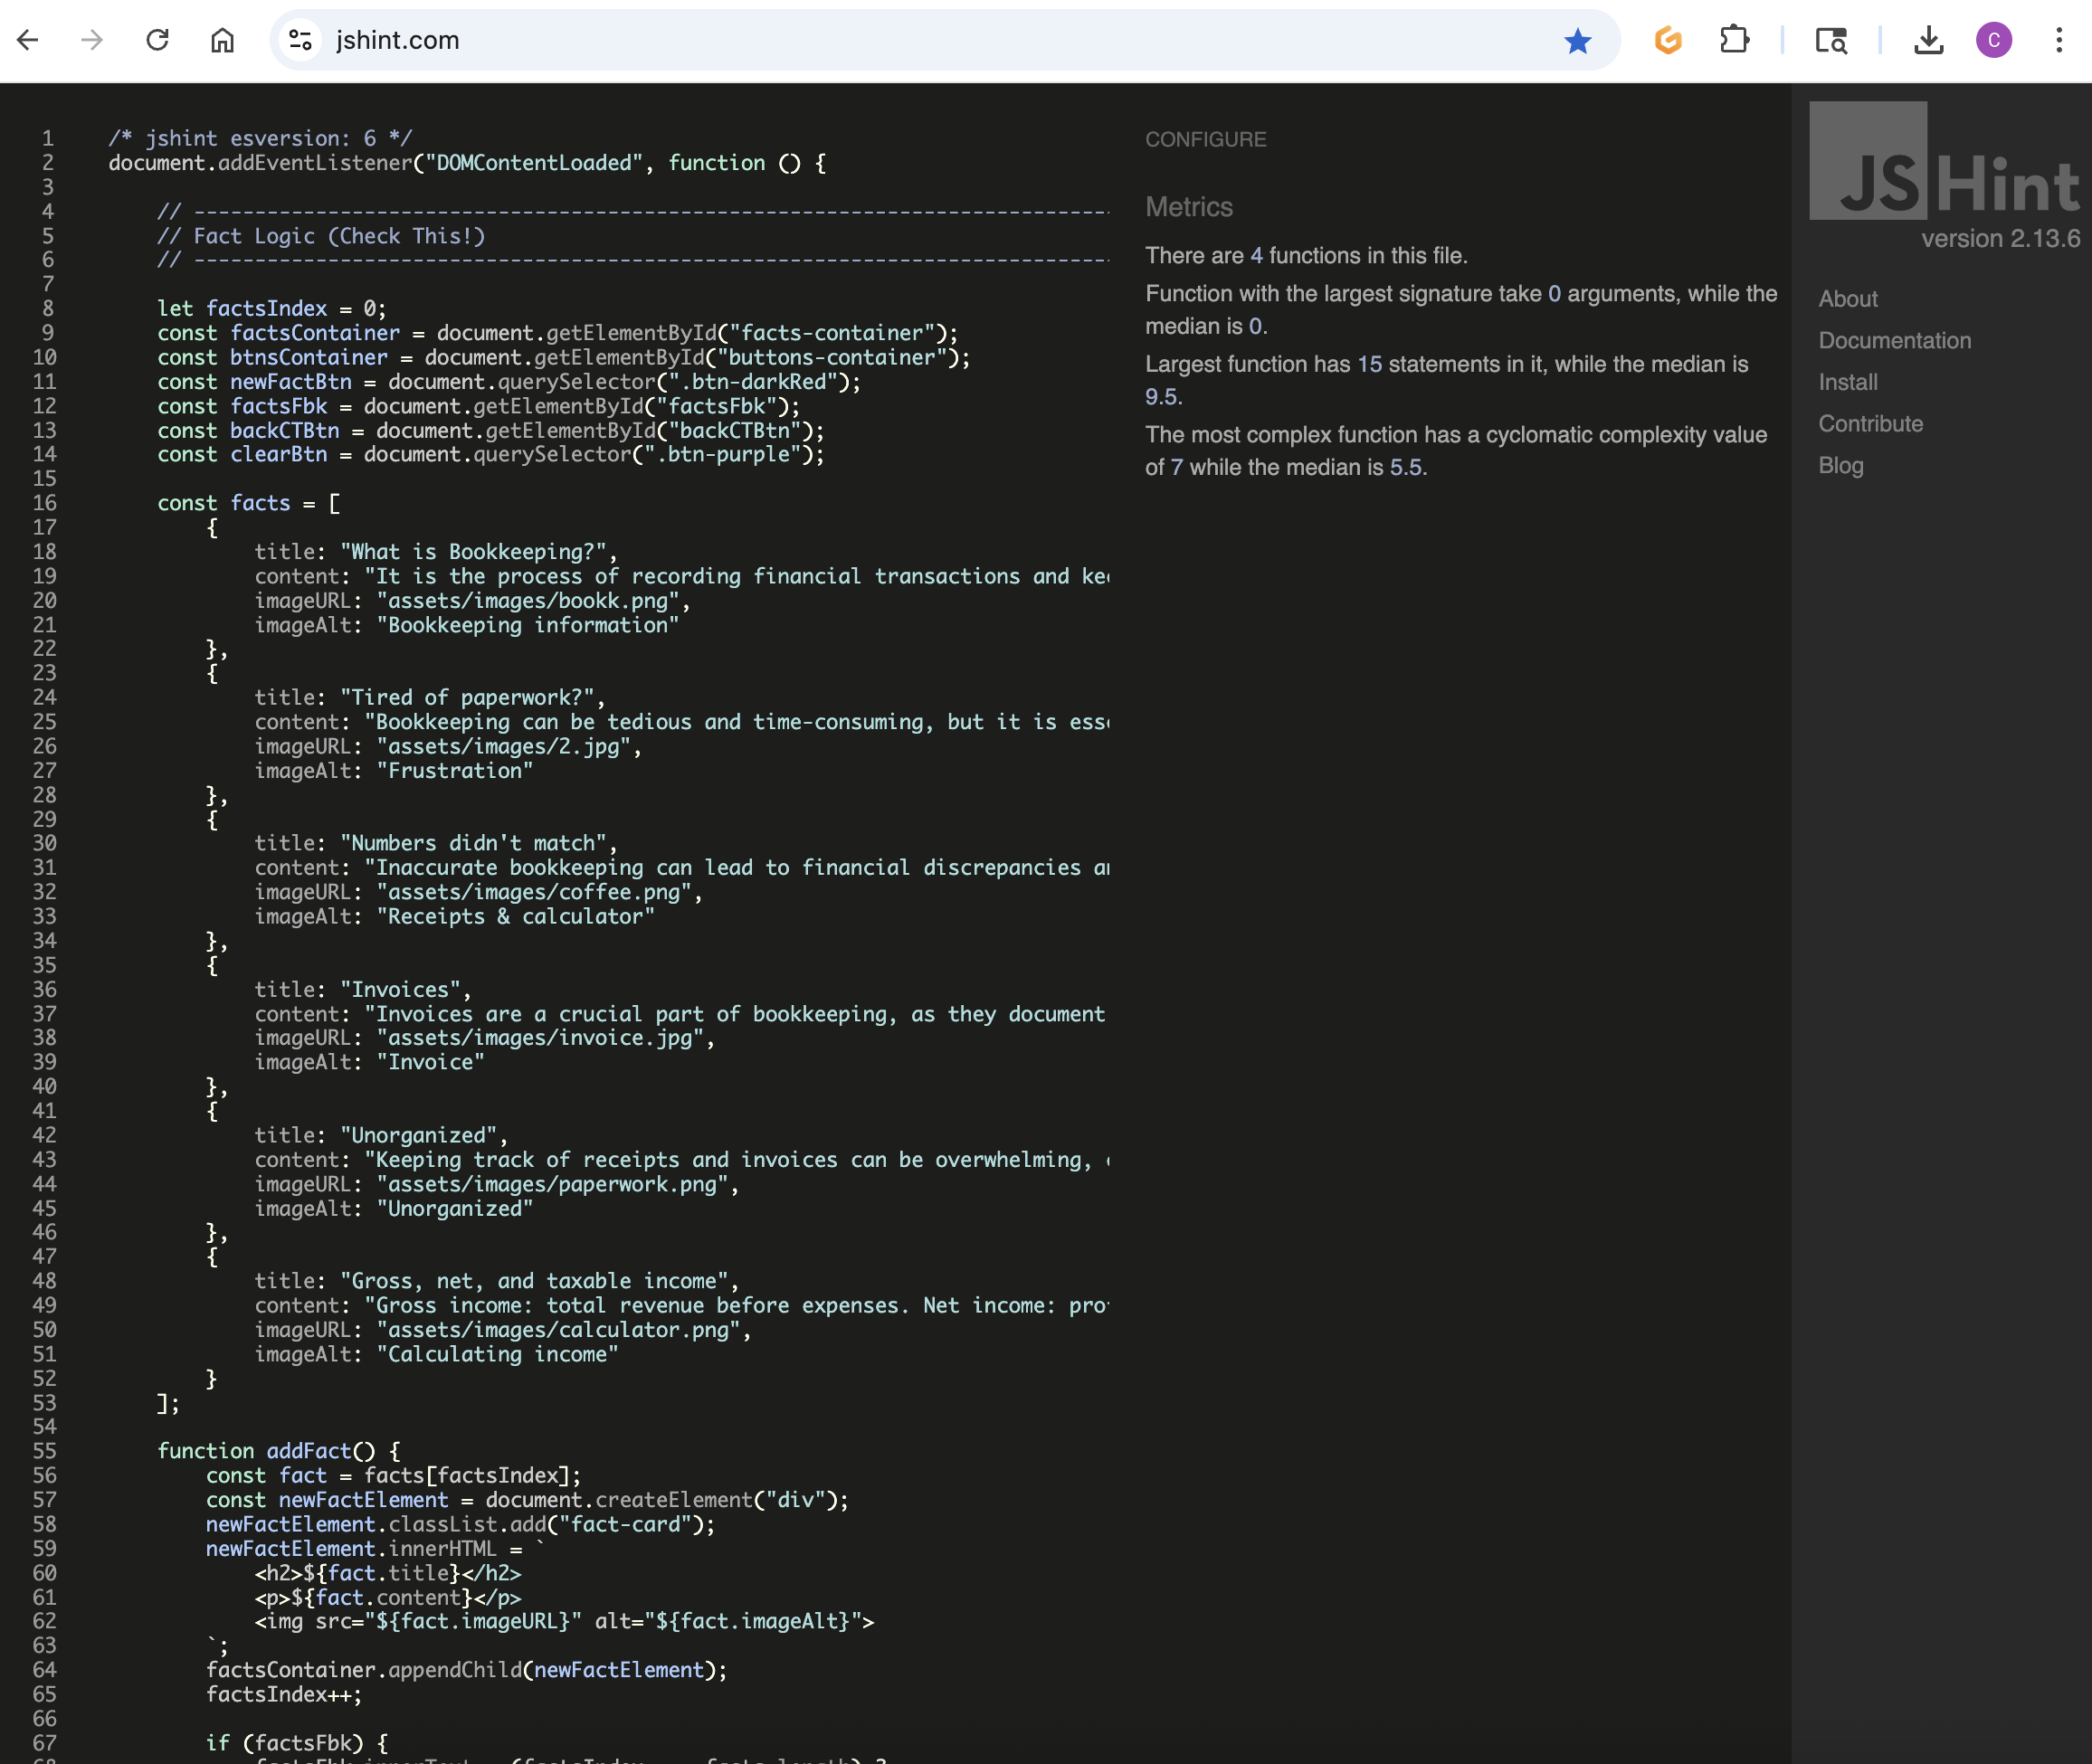 jshint.com
C
1 /* jshint esversion: 6 */
2 document.addEventListener("DOMContentLoaded", function () {
3
4 // ----------------------------------------------------------------------------
5 // Fact Logic (Check This!)
6 // ----------------------------------------------------------------------------
7
8 let factsIndex = 0;
9 const factsContainer = document.getElementById("facts-container");
10 const btnsContainer = document.getElementById("buttons-container");
11 const newFactBtn = document.querySelector(".btn-darkRed");
12 const factsFbk = document.getElementById("factsFbk");
13 const backCTBtn = document.getElementById("backCTBtn");
14 const clearBtn = document.querySelector(".btn-purple");
15
16 const facts = [
17 {
18 title: "What is Bookkeeping?",
19 content: "It is the process of recording financial transactions and
20 imageURL: "assets/images/bookk.png",
21 imageAlt: "Bookkeeping information"
22 },
23 {
24 title: "Tired of paperwork?",
25 content: "Bookkeeping can be tedious and time-consuming, but it is
26 imageURL: "assets/images/2.jpg",
27 imageAlt: "Frustration"
28 },
29 {
30 title: "Numbers didn't match",
31 content: "Inaccurate bookkeeping can lead to financial discrepancies
32 imageURL: "assets/images/coffee.png",
33 imageAlt: "Receipts & calculator"
34 },
35 {
36 title: "Invoices",
37 content: "Invoices are a crucial part of bookkeeping, as they document
38 imageURL: "assets/images/invoice.jpg",
39 imageAlt: "Invoice"
40 },
41 {
42 title: "Unorganized",
43 content: "Keeping track of receipts and invoices can be overwhelming,
44 imageURL: "assets/images/paperwork.png",
45 imageAlt: "Unorganized"
46 },
47 {
48 title: "Gross, net, and taxable income",
49 content: "Gross income: total revenue before expenses. Net income:
50 imageURL: "assets/images/calculator.png",
51 imageAlt: "Calculating income"
52 }
53 ];
54
55 function addFact() {
56 const fact = facts[factsIndex];
57 const newFactElement = document.createElement("div");
58 newFactElement.classList.add("fact-card");
59 newFactElement.innerHTML = `
60 <h2>${fact.title}</h2>
61 <p>${fact.content}</p>
62 <img src="${fact.imageURL}" alt="${fact.imageAlt}">
63 `;
64 factsContainer.appendChild(newFactElement);
65 factsIndex++;
66
67 if (factsFbk) {
CONFIGURE
Metrics
There are 4 functions in this file.
Function with the largest signature take 0 arguments, while the
median is 0.
Largest function has 15 statements in it, while the median is
9.5.
The most complex function has a cyclomatic complexity value
of 7 while the median is 5.5.
JSHint
version 2.13.6
About
Documentation
Install
Contribute
Blog